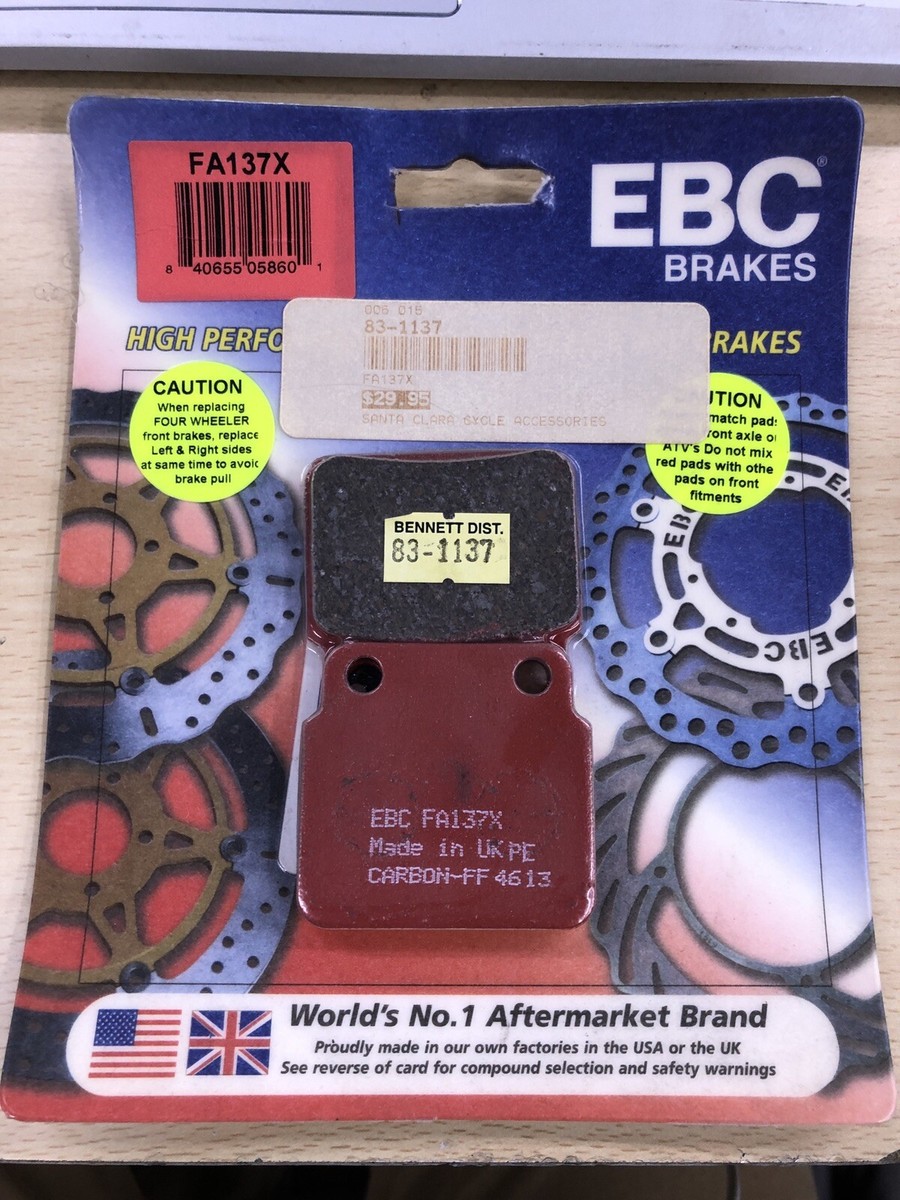 FA137X
8 40655 05860 1
EBC®
BRAKES
HIGH PERFO
BRAKES
006 015
83-1137
FA137X
$29.95
SANTA CLARA CYCLE ACCESSORIES
CAUTION
When replacing
FOUR WHEELER
front brakes, replace
Left & Right sides
at same time to avoid
brake pull
UTION
match pads
front axle of
ATV's Do not mix
red pads with other
pads on front
fitments
BENNETT DIST.
83-1137
EBC
EBC
EBC FA137X
Made in UK PE
CARBON-FF 4613
World's No.1 Aftermarket Brand
Proudly made in our own factories in the USA or the UK
See reverse of card for compound selection and safety warnings